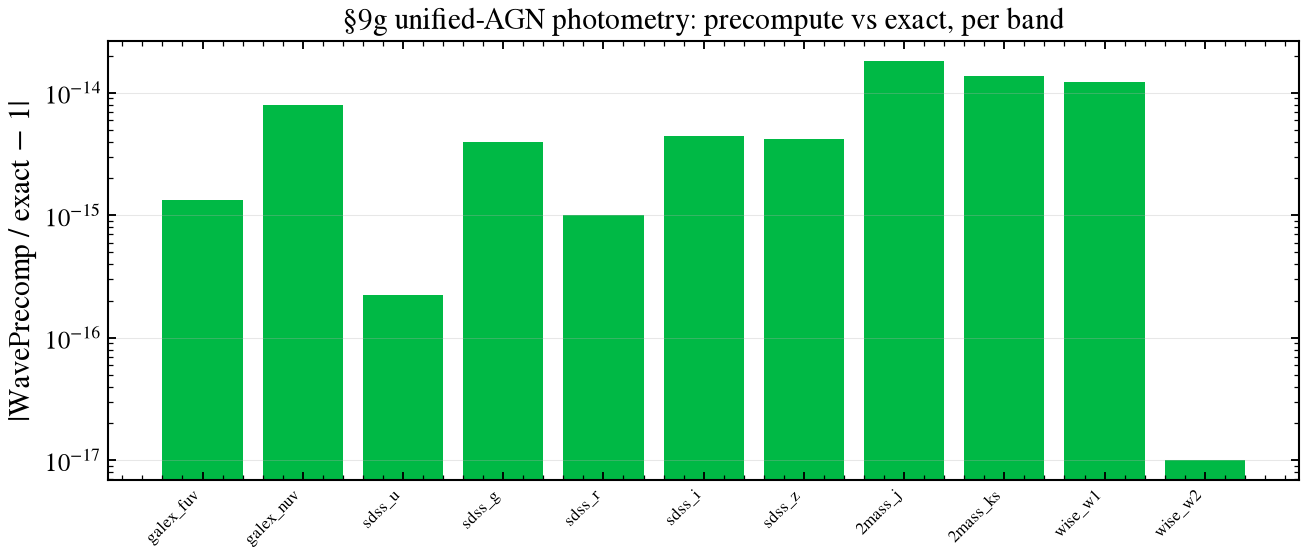 §9g unified-AGN photometry: precompute vs exact, per band
|WavePrecomp / exact − 1|
10⁻¹⁴
10⁻¹⁵
10⁻¹⁶
10⁻¹⁷
galex_fuv
galex_nuv
sdss_u
sdss_g
sdss_r
sdss_i
sdss_z
2mass_j
2mass_ks
wise_w1
wise_w2